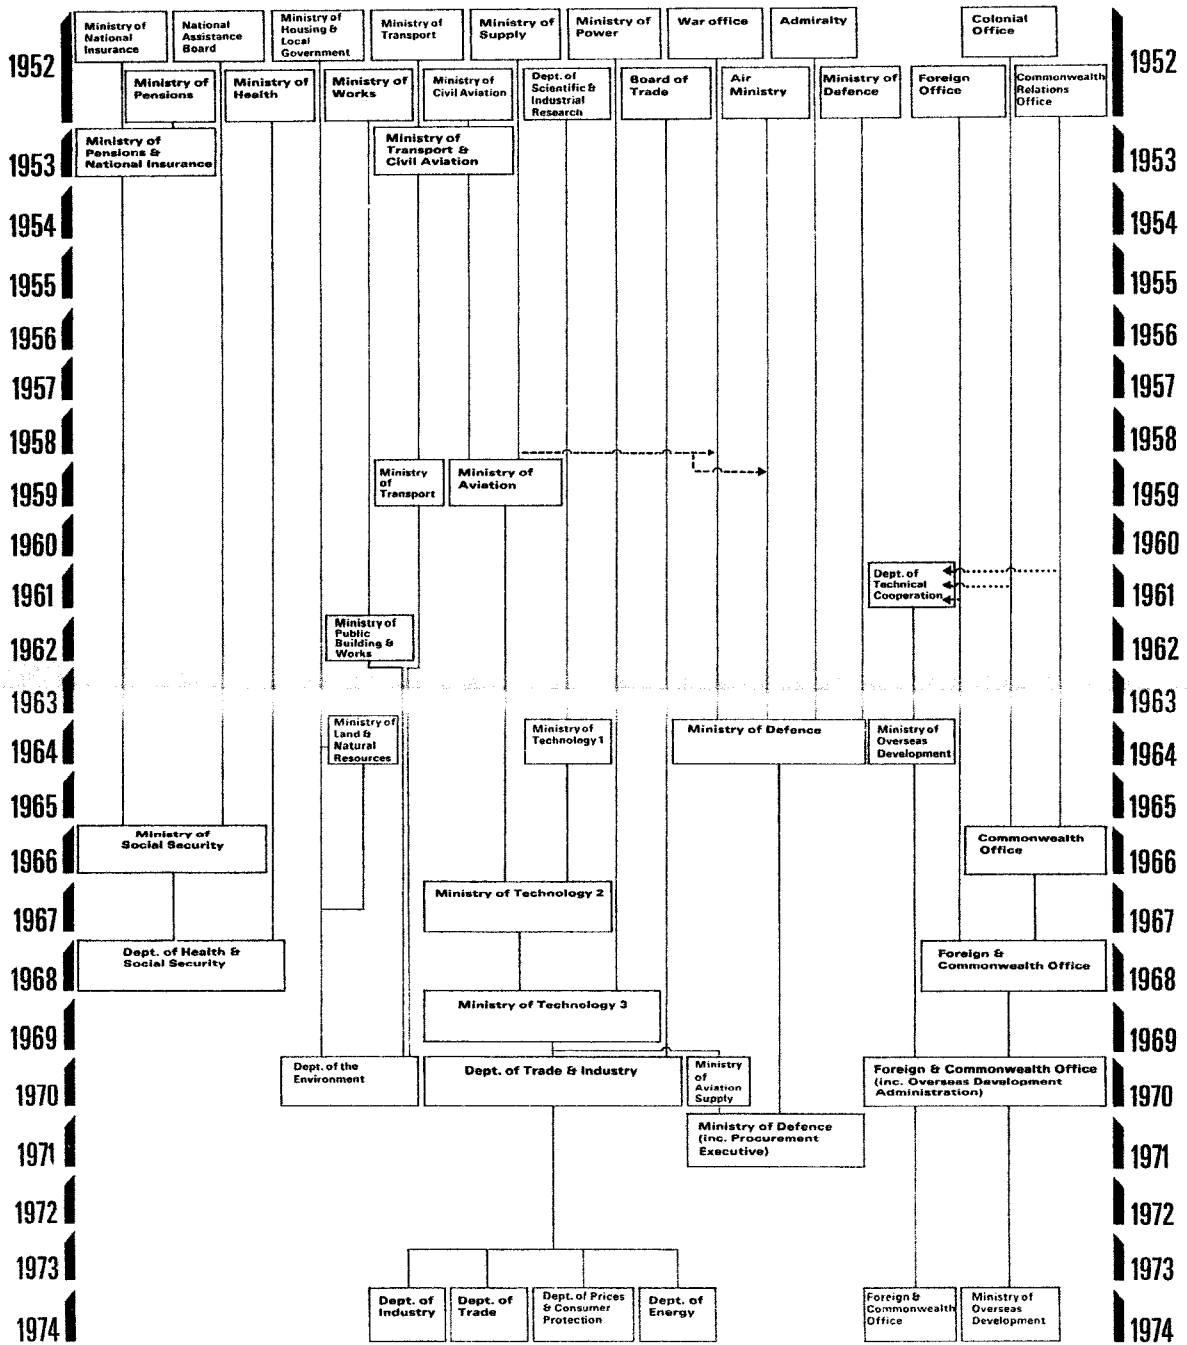 1952
1952
Ministry of
National
Insurance
National
Assistance
Board
Ministry of
Housing &
Local
Government
Ministry of
Transport
Ministry of
Supply
Ministry of
Power
War office
Admiralty
Colonial
Office
Ministry of
Pensions
Ministry of
Health
Ministry of
Works
Ministry of
Civil Aviation
Dept. of
Scientific &
Industrial
Research
Board of
Trade
Air
Ministry
Ministry of
Defence
Foreign
Office
Commonwealth
Relations
Office
1953
Ministry of
Pensions &
National Insurance
Ministry of
Transport &
Civil Aviation
1953
1954
1954
1955
1955
1956
1956
1957
1957
1958
1958
1959
Ministry
of
Transport
Ministry of
Aviation
1959
1960
1960
1961
Dept. of
Technical
Cooperation
1961
1962
Ministry of
Public
Building &
Works
1962
1963
1963
1964
Ministry of
Land &
Natural
Resources
Ministry of
Technology 1
Ministry of Defence
Ministry of
Overseas
Development
1964
1965
1965
1966
Ministry of
Social Security
Commonwealth
Office
1966
1967
Ministry of Technology 2
1967
1968
Dept. of Health &
Social Security
Foreign &
Commonwealth Office
1968
1969
Ministry of Technology 3
1969
1970
Dept. of the
Environment
Dept. of Trade & Industry
Ministry
of
Aviation
Supply
Foreign & Commonwealth Office
(inc. Overseas Development
Administration)
1970
1971
Ministry of Defence
(inc. Procurement
Executive)
1971
1972
1972
1973
1973
1974
Dept. of
Industry
Dept. of
Trade
Dept. of Prices
& Consumer
Protection
Dept. of
Energy
Foreign &
Commonwealth
Office
Ministry of
Overseas
Development
1974